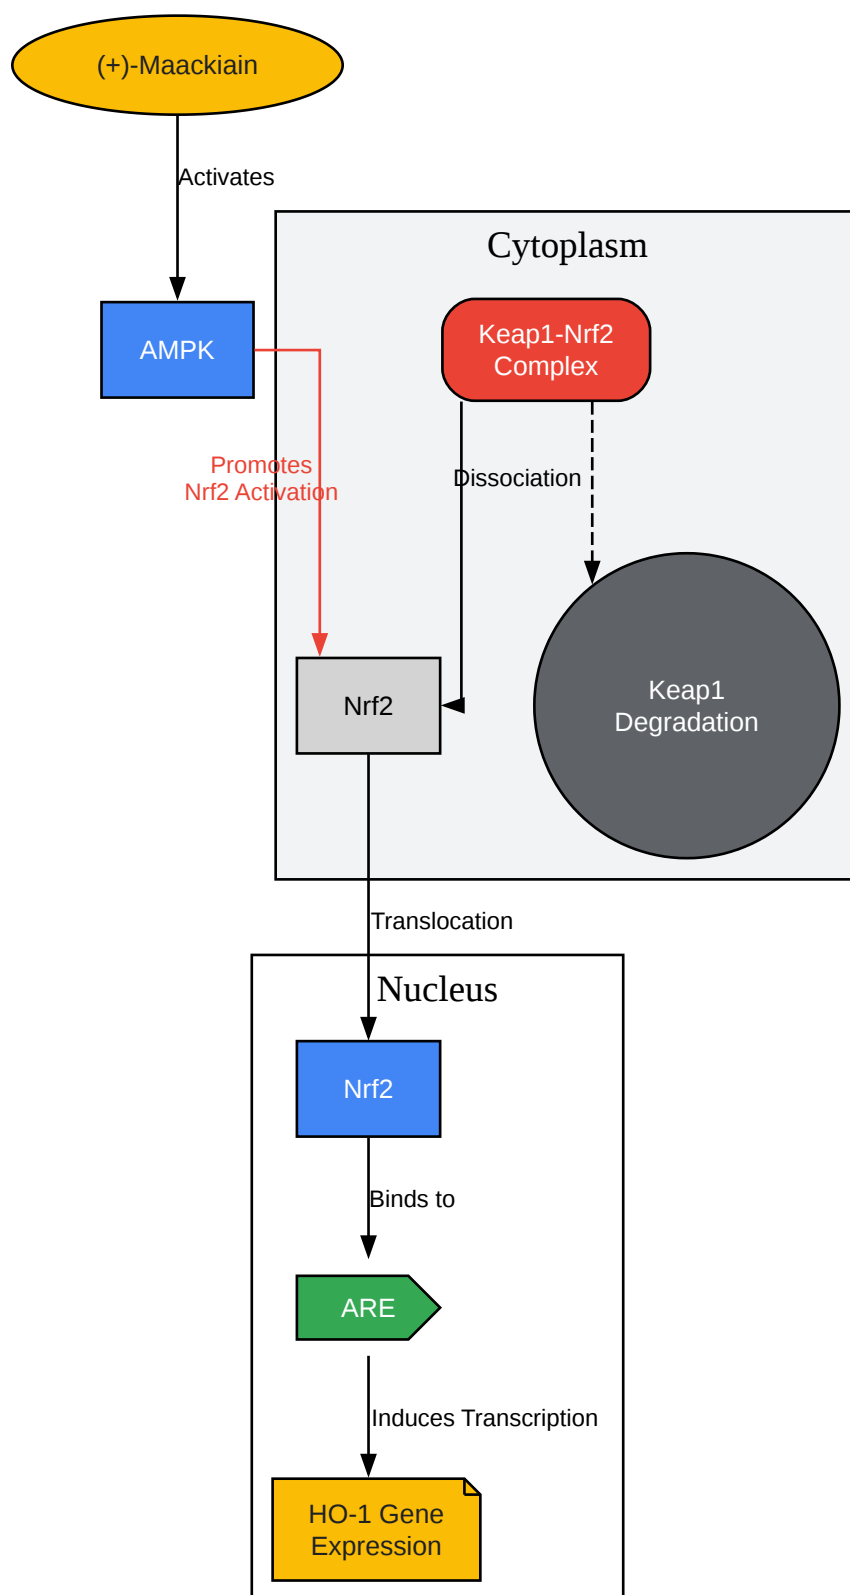 (+)-Maackiain
Activates
Cytoplasm
AMPK
Keap1-Nrf2
Complex
Promotes
Nrf2 Activation
Dissociation
Nrf2
Keap1
Degradation
Translocation
Nucleus
Nrf2
Binds to
ARE
Induces Transcription
HO-1 Gene
Expression